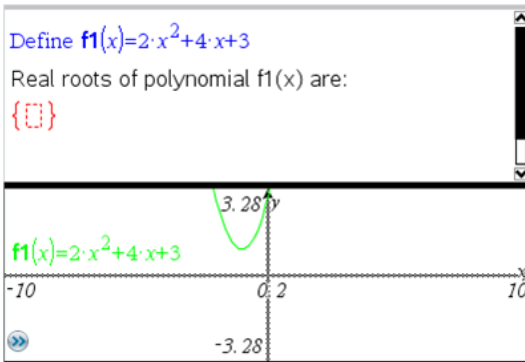 Define f1(x)=2·x²+4·x+3
Real roots of polynomial f1(x) are:
{▯}
3.28 y
f1(x)=2·x²+4·x+3
x
-10 0.2 10
-3.28